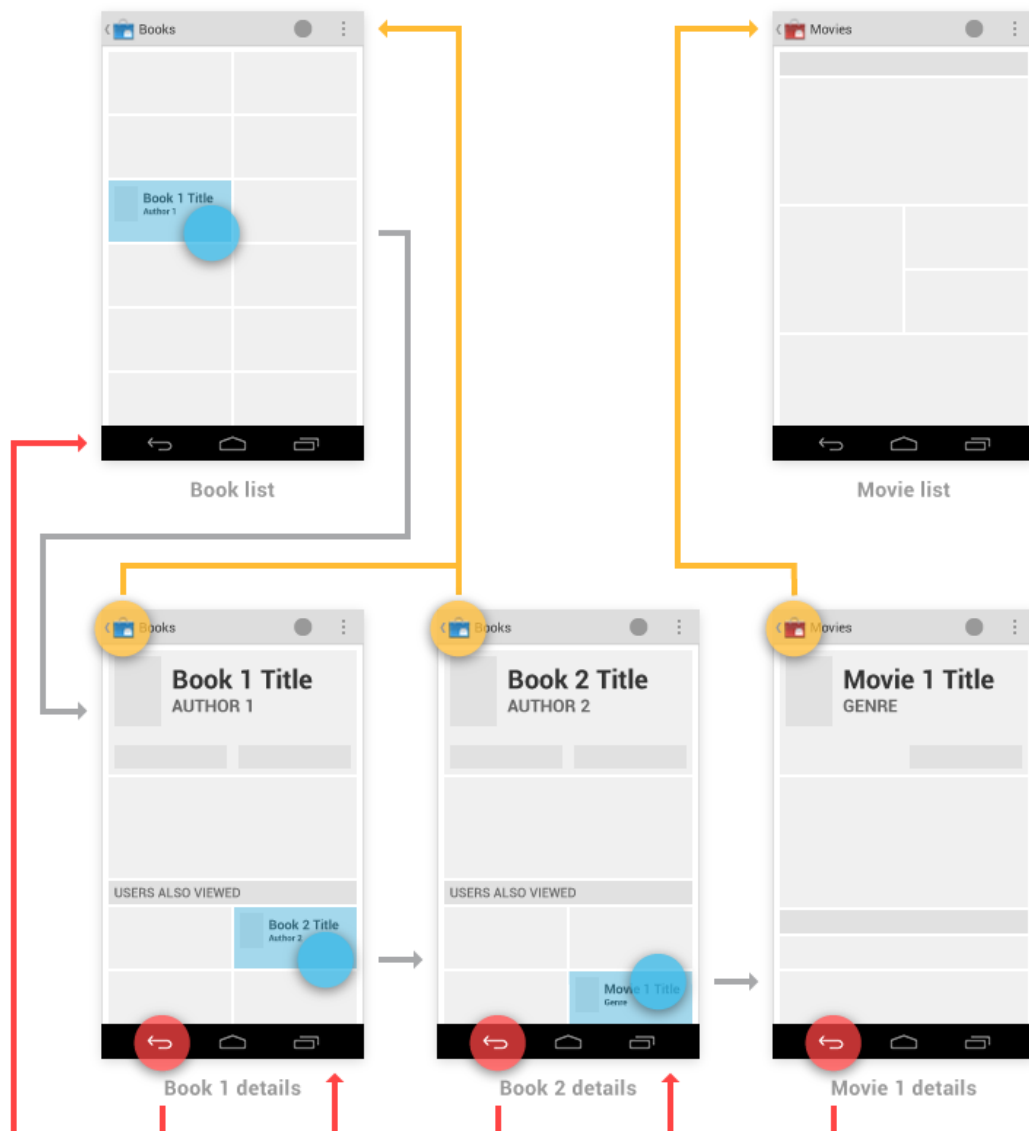 Books
Movies
Book 1 Title
Author 1
Book list
Movie list
Books
Books
Movies
Book 1 Title
AUTHOR 1
Book 2 Title
AUTHOR 2
Movie 1 Title
GENRE
USERS ALSO VIEWED
USERS ALSO VIEWED
Book 2 Title
Author 2
Movie 1 Title
Genre
Book 1 details
Book 2 details
Movie 1 details